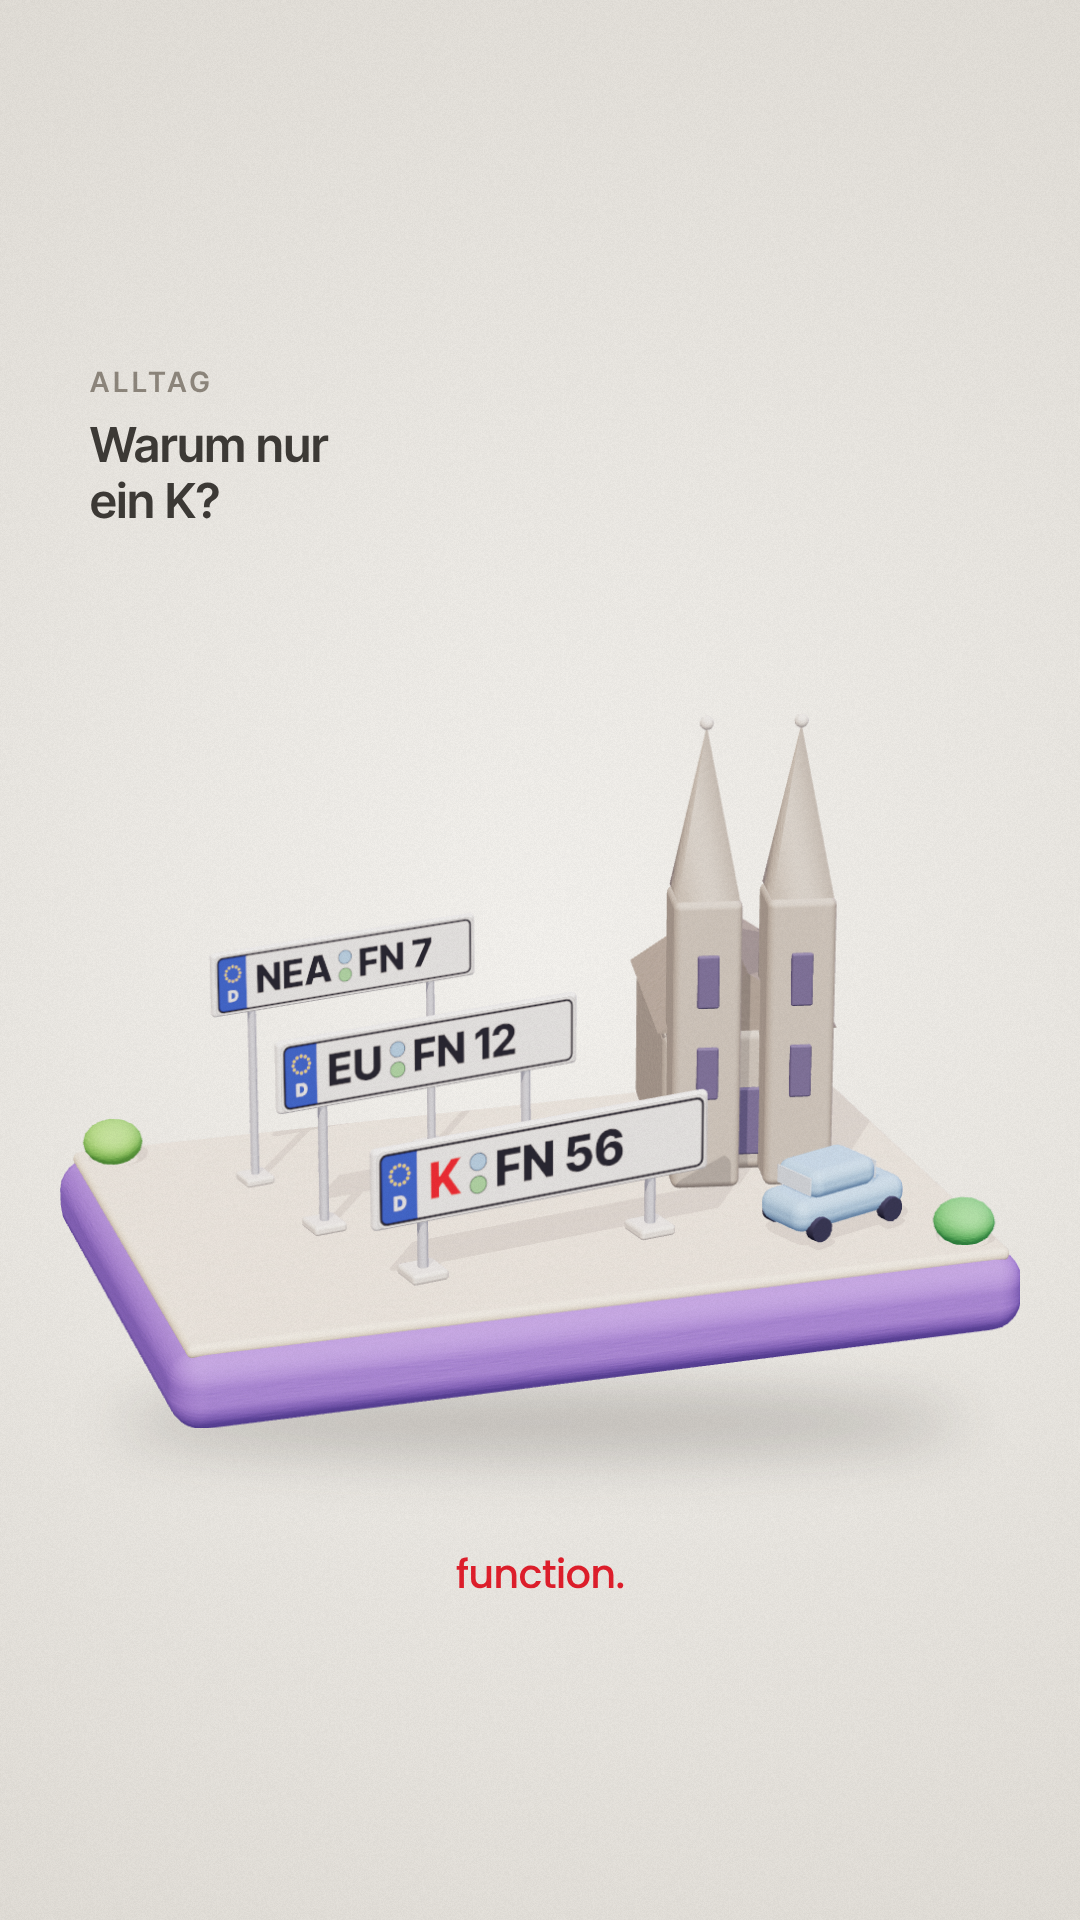 ALLTAG
Warum nur
ein K?
D NEA FN 7
D EU FN 12
D K FN 56
function.